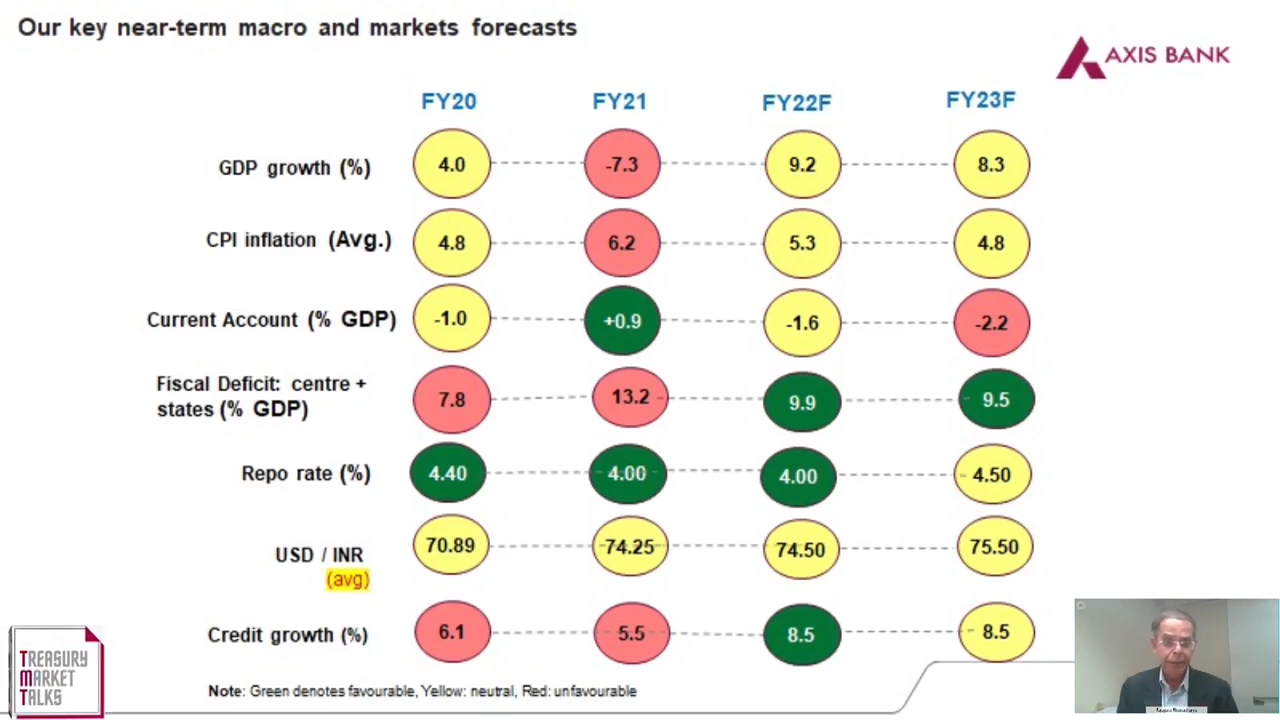 Our key near-term macro and markets forecasts
AXIS BANK
FY20 FY21 FY22F FY23F
GDP growth (%) 4.0 -7.3 9.2 8.3
CPI inflation (Avg.) 4.8 6.2 5.3 4.8
Current Account (% GDP) -1.0 +0.9 -1.6 -2.2
Fiscal Deficit: centre +
states (% GDP) 7.8 13.2 9.9 9.5
Repo rate (%) 4.40 4.00 4.00 4.50
USD / INR 70.89 74.25 74.50 75.50
(avg)
Credit growth (%) 6.1 5.5 8.5 8.5
Note: Green denotes favourable, Yellow: neutral, Red: unfavourable
TREASURY
MARKET
TALKS